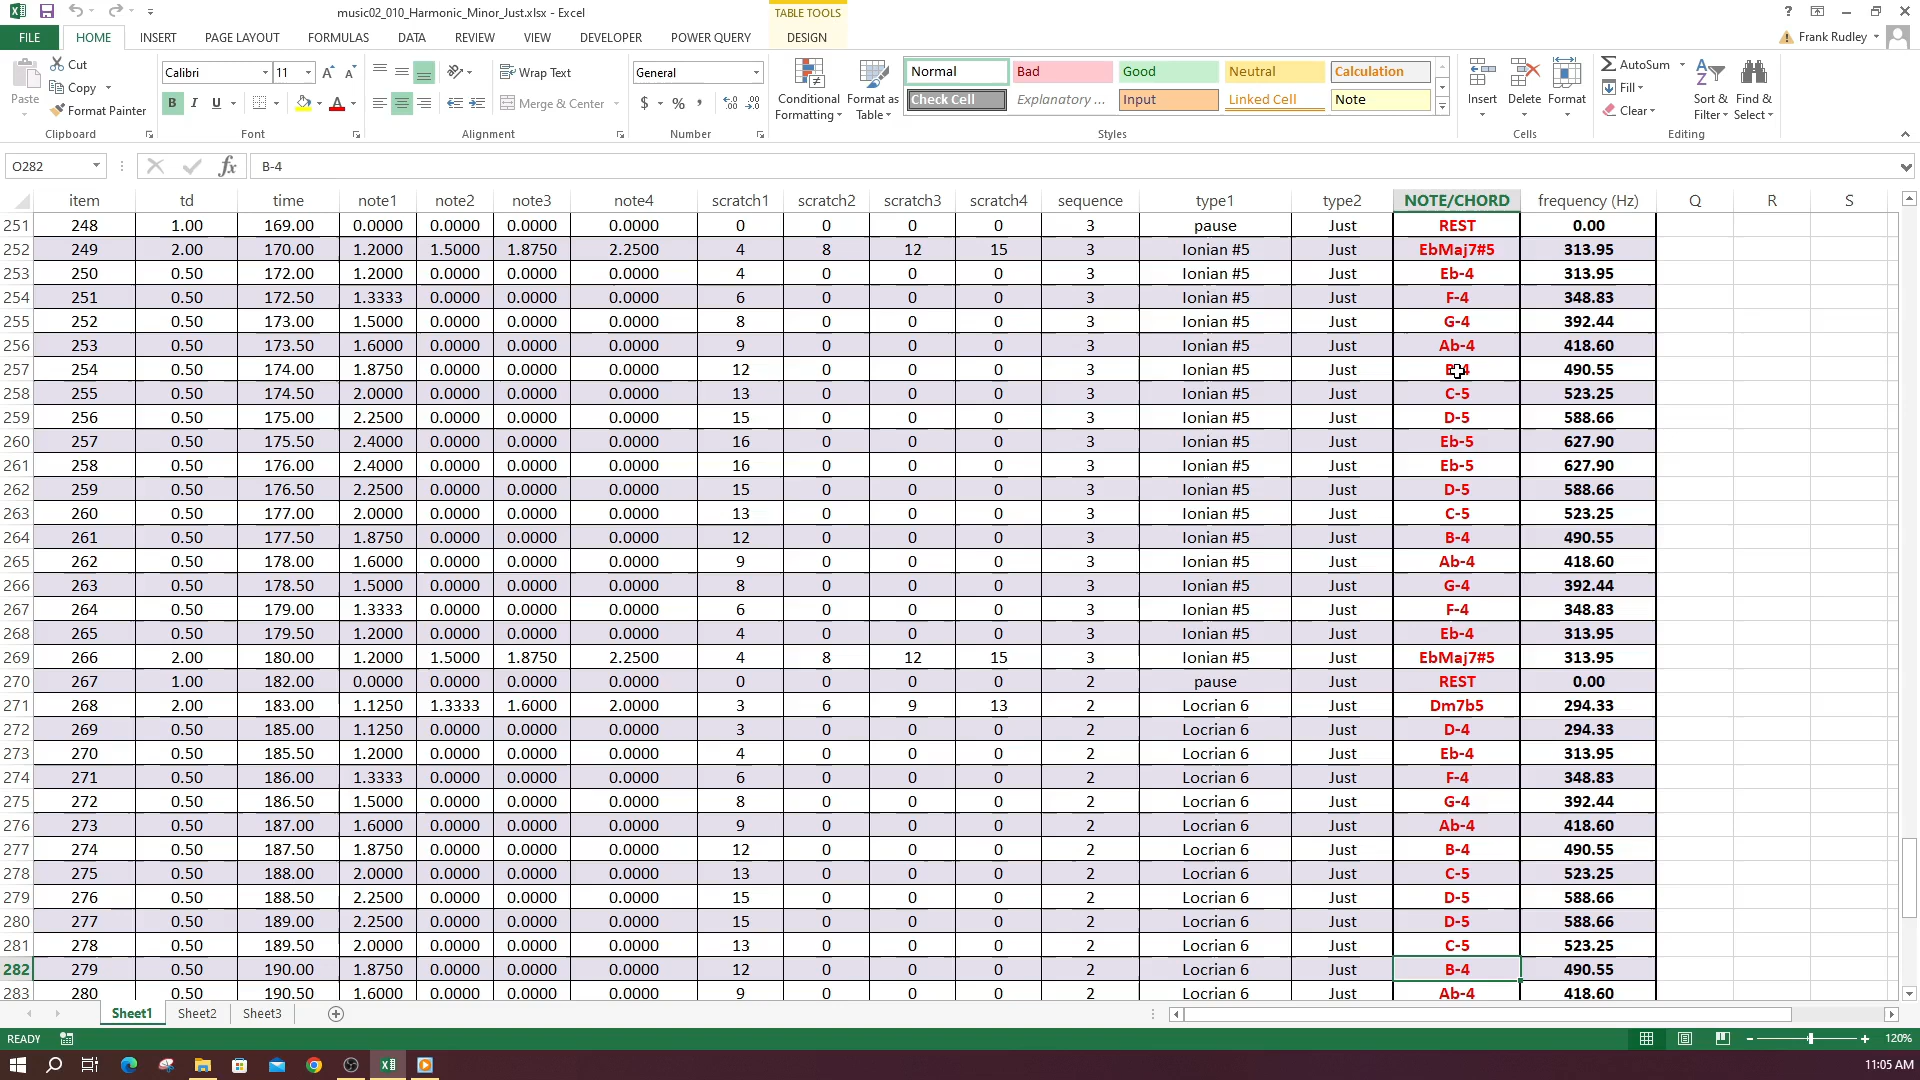 music02_010_Harmonic_Minor_Just.xlsx - Excel
TABLE TOOLS
?
FILE HOME INSERT PAGE LAYOUT FORMULAS DATA REVIEW VIEW DEVELOPER POWER QUERY DESIGN Frank Rudley
Paste
Cut
Copy
Format Painter
Clipboard
Calibri 11
B I U
Font
Wrap Text
Merge & Center
Alignment
General
$ % ,
Number
Conditional Formatting
Format as Table
Normal Bad Good Neutral Calculation
Check Cell Explanatory ... Input Linked Cell Note
Styles
Insert Delete Format
Cells
AutoSum
Fill
Clear
Sort & Filter
Find & Select
Editing
O282 fx B-4
item td time note1 note2 note3 note4 scratch1 scratch2 scratch3 scratch4 sequence type1 type2 NOTE/CHORD frequency (Hz) Q R S
251 248 1.00 169.00 0.0000 0.0000 0.0000 0.0000 0 0 0 0 3 pause Just REST 0.00
252 249 2.00 170.00 1.2000 1.5000 1.8750 2.2500 4 8 12 15 3 Ionian #5 Just EbMaj7#5 313.95
253 250 0.50 172.00 1.2000 0.0000 0.0000 0.0000 4 0 0 0 3 Ionian #5 Just Eb-4 313.95
254 251 0.50 172.50 1.3333 0.0000 0.0000 0.0000 6 0 0 0 3 Ionian #5 Just F-4 348.83
255 252 0.50 173.00 1.5000 0.0000 0.0000 0.0000 8 0 0 0 3 Ionian #5 Just G-4 392.44
256 253 0.50 173.50 1.6000 0.0000 0.0000 0.0000 9 0 0 0 3 Ionian #5 Just Ab-4 418.60
257 254 0.50 174.00 1.8750 0.0000 0.0000 0.0000 12 0 0 0 3 Ionian #5 Just 490.55
258 255 0.50 174.50 2.0000 0.0000 0.0000 0.0000 13 0 0 0 3 Ionian #5 Just C-5 523.25
259 256 0.50 175.00 2.2500 0.0000 0.0000 0.0000 15 0 0 0 3 Ionian #5 Just D-5 588.66
260 257 0.50 175.50 2.4000 0.0000 0.0000 0.0000 16 0 0 0 3 Ionian #5 Just Eb-5 627.90
261 258 0.50 176.00 2.4000 0.0000 0.0000 0.0000 16 0 0 0 3 Ionian #5 Just Eb-5 627.90
262 259 0.50 176.50 2.2500 0.0000 0.0000 0.0000 15 0 0 0 3 Ionian #5 Just D-5 588.66
263 260 0.50 177.00 2.0000 0.0000 0.0000 0.0000 13 0 0 0 3 Ionian #5 Just C-5 523.25
264 261 0.50 177.50 1.8750 0.0000 0.0000 0.0000 12 0 0 0 3 Ionian #5 Just B-4 490.55
265 262 0.50 178.00 1.6000 0.0000 0.0000 0.0000 9 0 0 0 3 Ionian #5 Just Ab-4 418.60
266 263 0.50 178.50 1.5000 0.0000 0.0000 0.0000 8 0 0 0 3 Ionian #5 Just G-4 392.44
267 264 0.50 179.00 1.3333 0.0000 0.0000 0.0000 6 0 0 0 3 Ionian #5 Just F-4 348.83
268 265 0.50 179.50 1.2000 0.0000 0.0000 0.0000 4 0 0 0 3 Ionian #5 Just Eb-4 313.95
269 266 2.00 180.00 1.2000 1.5000 1.8750 2.2500 4 8 12 15 3 Ionian #5 Just EbMaj7#5 313.95
270 267 1.00 182.00 0.0000 0.0000 0.0000 0.0000 0 0 0 0 2 pause Just REST 0.00
271 268 2.00 183.00 1.1250 1.3333 1.6000 2.0000 3 6 9 13 2 Locrian 6 Just Dm7b5 294.33
272 269 0.50 185.00 1.1250 0.0000 0.0000 0.0000 3 0 0 0 2 Locrian 6 Just D-4 294.33
273 270 0.50 185.50 1.2000 0.0000 0.0000 0.0000 4 0 0 0 2 Locrian 6 Just Eb-4 313.95
274 271 0.50 186.00 1.3333 0.0000 0.0000 0.0000 6 0 0 0 2 Locrian 6 Just F-4 348.83
275 272 0.50 186.50 1.5000 0.0000 0.0000 0.0000 8 0 0 0 2 Locrian 6 Just G-4 392.44
276 273 0.50 187.00 1.6000 0.0000 0.0000 0.0000 9 0 0 0 2 Locrian 6 Just Ab-4 418.60
277 274 0.50 187.50 1.8750 0.0000 0.0000 0.0000 12 0 0 0 2 Locrian 6 Just B-4 490.55
278 275 0.50 188.00 2.0000 0.0000 0.0000 0.0000 13 0 0 0 2 Locrian 6 Just C-5 523.25
279 276 0.50 188.50 2.2500 0.0000 0.0000 0.0000 15 0 0 0 2 Locrian 6 Just D-5 588.66
280 277 0.50 189.00 2.2500 0.0000 0.0000 0.0000 15 0 0 0 2 Locrian 6 Just D-5 588.66
281 278 0.50 189.50 2.0000 0.0000 0.0000 0.0000 13 0 0 0 2 Locrian 6 Just C-5 523.25
282 279 0.50 190.00 1.8750 0.0000 0.0000 0.0000 12 0 0 0 2 Locrian 6 Just B-4 490.55
283 280 0.50 190.50 1.6000 0.0000 0.0000 0.0000 9 0 0 0 2 Locrian 6 Just Ab-4 418.60
Sheet1 Sheet2 Sheet3
READY 120%
11:05 AM